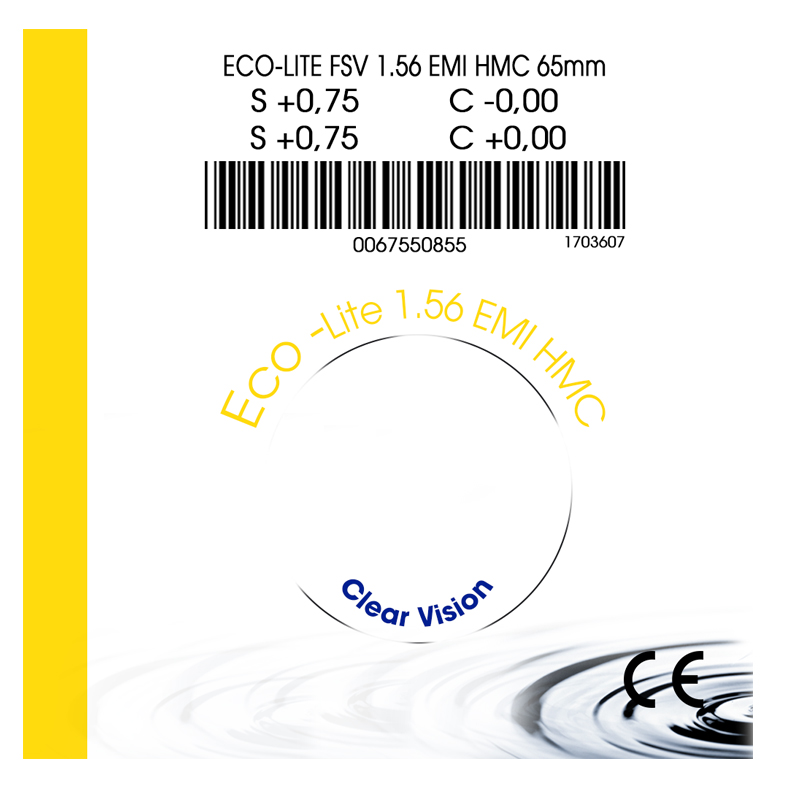 ECO-LITE FSV 1.56 EMI HMC 65mm
S +0,75 C -0,00
S +0,75 C +0,00
0067550855 1703607
ECO -Lite 1.56 EMI HMC
Clear Vision
CE